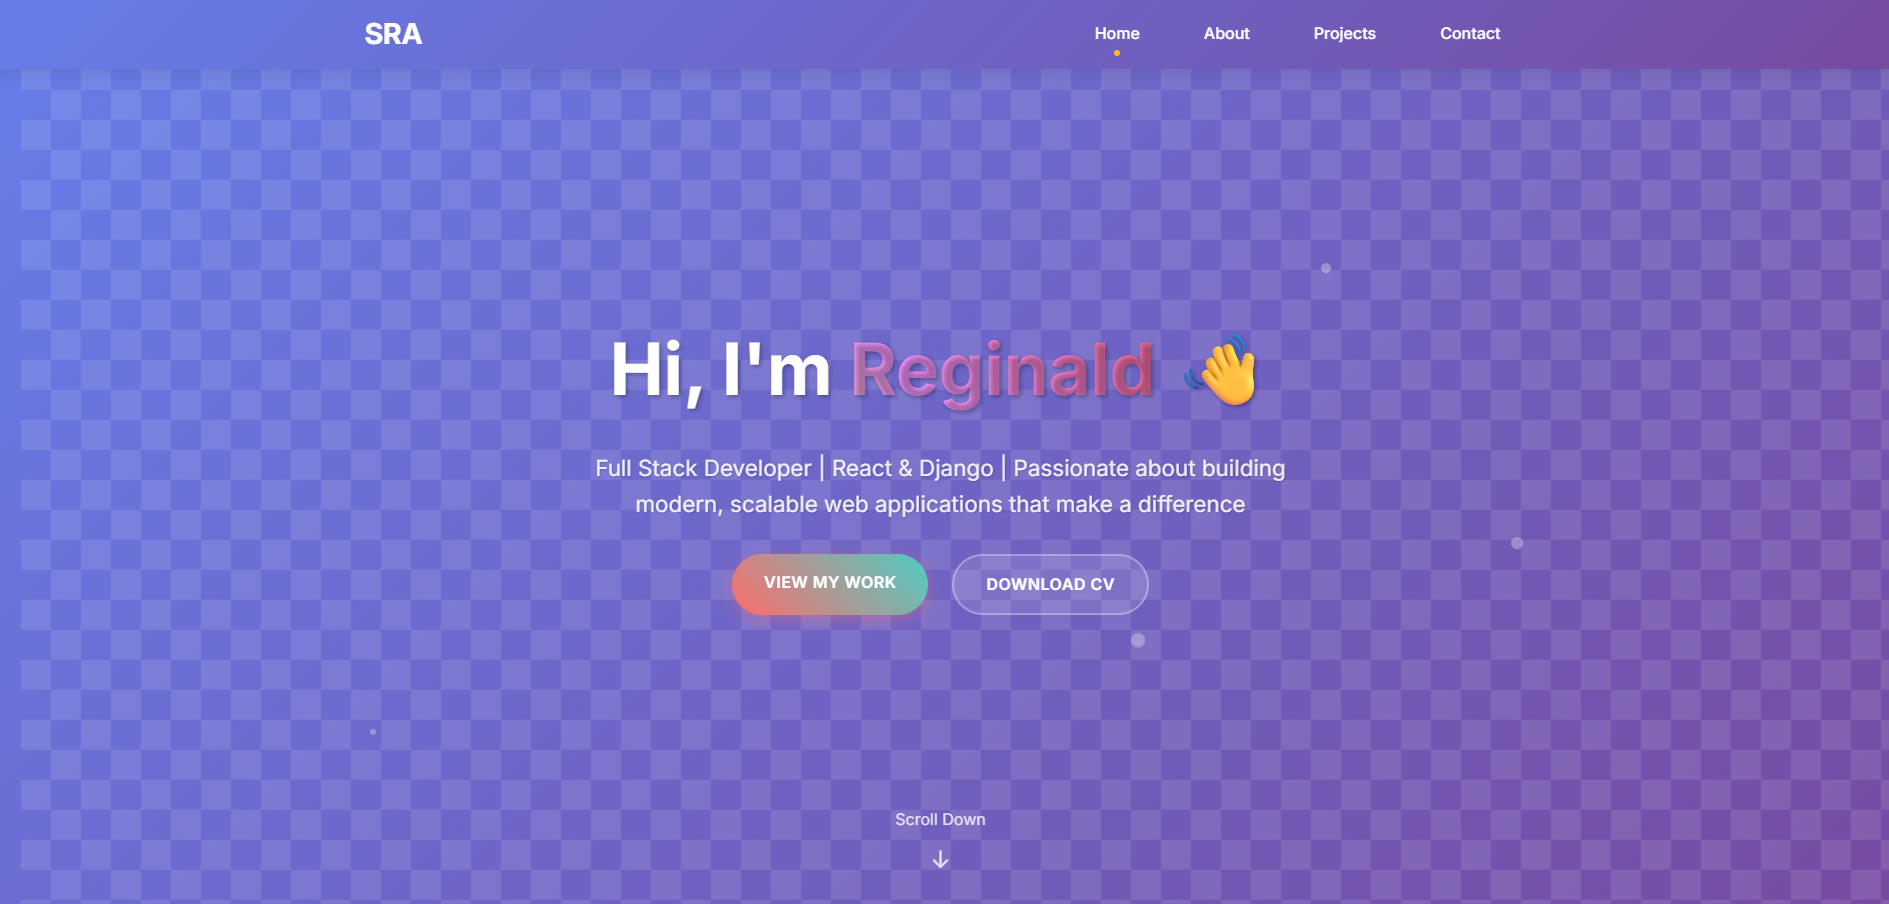 SRA
Home
About
Projects
Contact
Hi, I'm Reginald 👋
Full Stack Developer | React & Django | Passionate about building
modern, scalable web applications that make a difference
VIEW MY WORK
DOWNLOAD CV
Scroll Down
↓